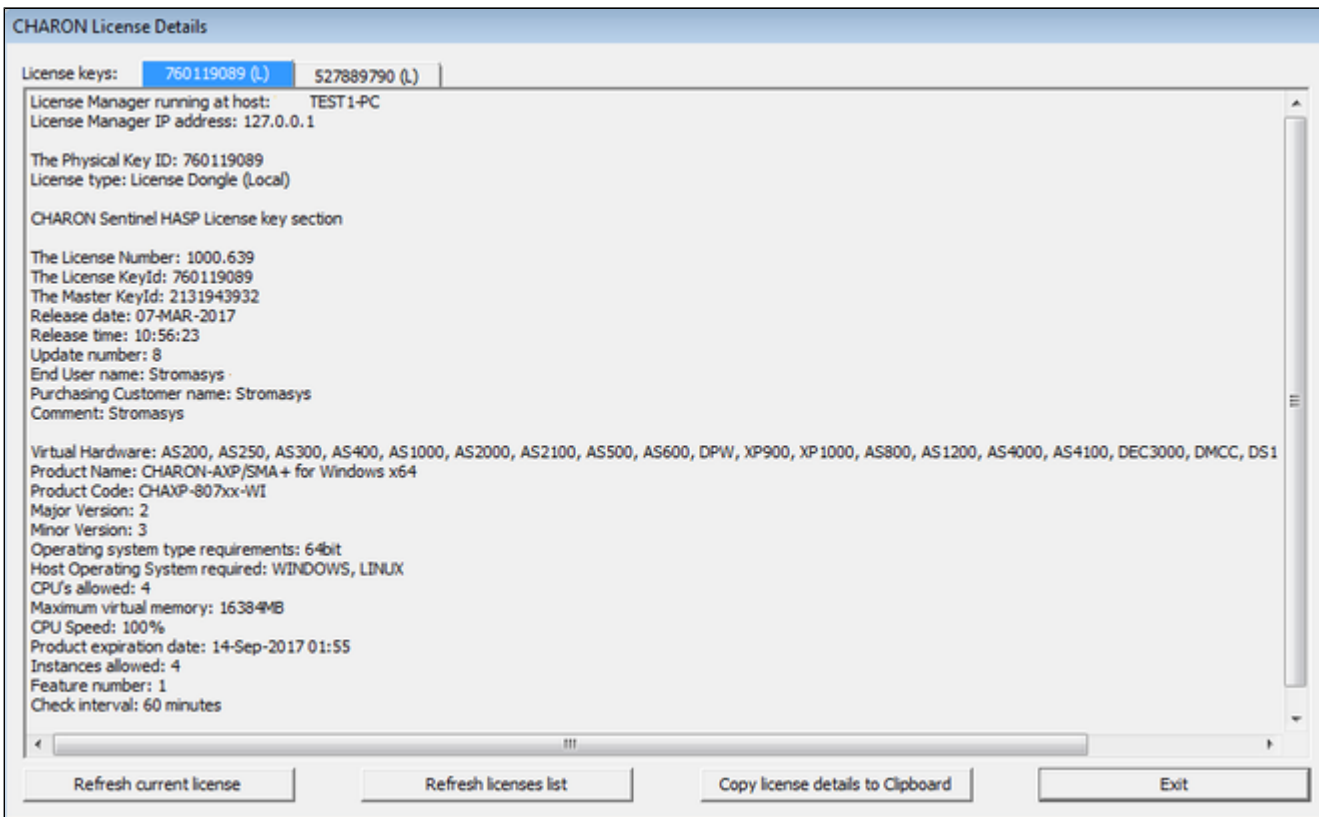 CHARON License Details
License keys: 760119089 (L) 527889790 (L)
License Manager running at host: TEST1-PC
License Manager IP address: 127.0.0.1
The Physical Key ID: 760119089
License type: License Dongle (Local)
CHARON Sentinel HASP License key section
The License Number: 1000.639
The License KeyId: 760119089
The Master KeyId: 2131943932
Release date: 07-MAR-2017
Release time: 10:56:23
Update number: 8
End User name: Stromasys
Purchasing Customer name: Stromasys
Comment: Stromasys
Virtual Hardware: AS200, AS250, AS300, AS400, AS1000, AS2000, AS2100, AS500, AS600, DPW, XP900, XP1000, AS800, AS1200, AS4000, AS4100, DEC3000, DMCC, DS1
Product Name: CHARON-AXP/SMA+ for Windows x64
Product Code: CHAXP-807xx-WI
Major Version: 2
Minor Version: 3
Operating system type requirements: 64bit
Host Operating System required: WINDOWS, LINUX
CPU's allowed: 4
Maximum virtual memory: 16384MB
CPU Speed: 100%
Product expiration date: 14-Sep-2017 01:55
Instances allowed: 4
Feature number: 1
Check interval: 60 minutes
Refresh current license Refresh licenses list Copy license details to Clipboard Exit